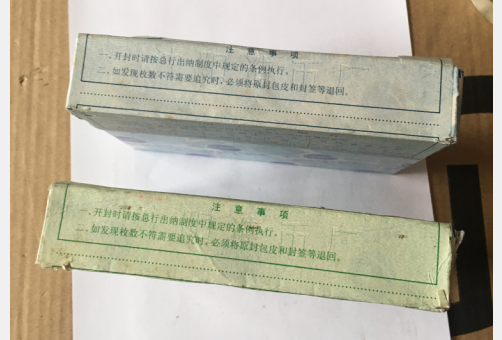 注意事项
一、开封时请按总行出纳制度中规定的条例执行。
二、如发现枚数不符需要追究时，必须将原封包皮和封签等退回。
注意事项
一、开封时请按总行出纳制度中规定的条例执行。
二、如发现枚数不符需要追究时，必须将原封包皮和封签等退回。